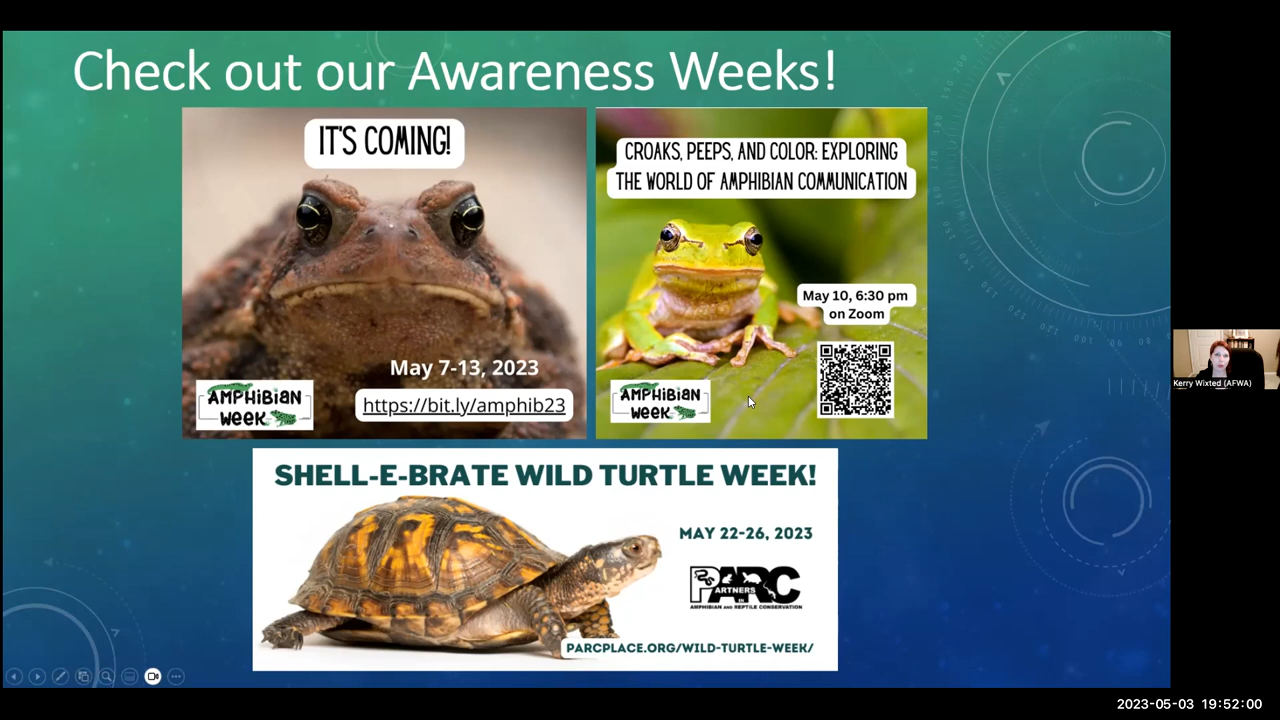 Check out our Awareness Weeks!
IT'S COMING!
May 7-13, 2023
https://bit.ly/amphib23
AMPHIBIAN
WEEK
CROAKS, PEEPS, AND COLOR: EXPLORING
THE WORLD OF AMPHIBIAN COMMUNICATION
May 10, 6:30 pm
on Zoom
AMPHIBIAN
WEEK
SHELL-E-BRATE WILD TURTLE WEEK!
MAY 22-26, 2023
PARC
PARTNERS IN
AMPHIBIAN AND REPTILE CONSERVATION
PARCPLACE.ORG/WILD-TURTLE-WEEK/
Kerry Wixted (AFWA)
2023-05-03 19:52:00